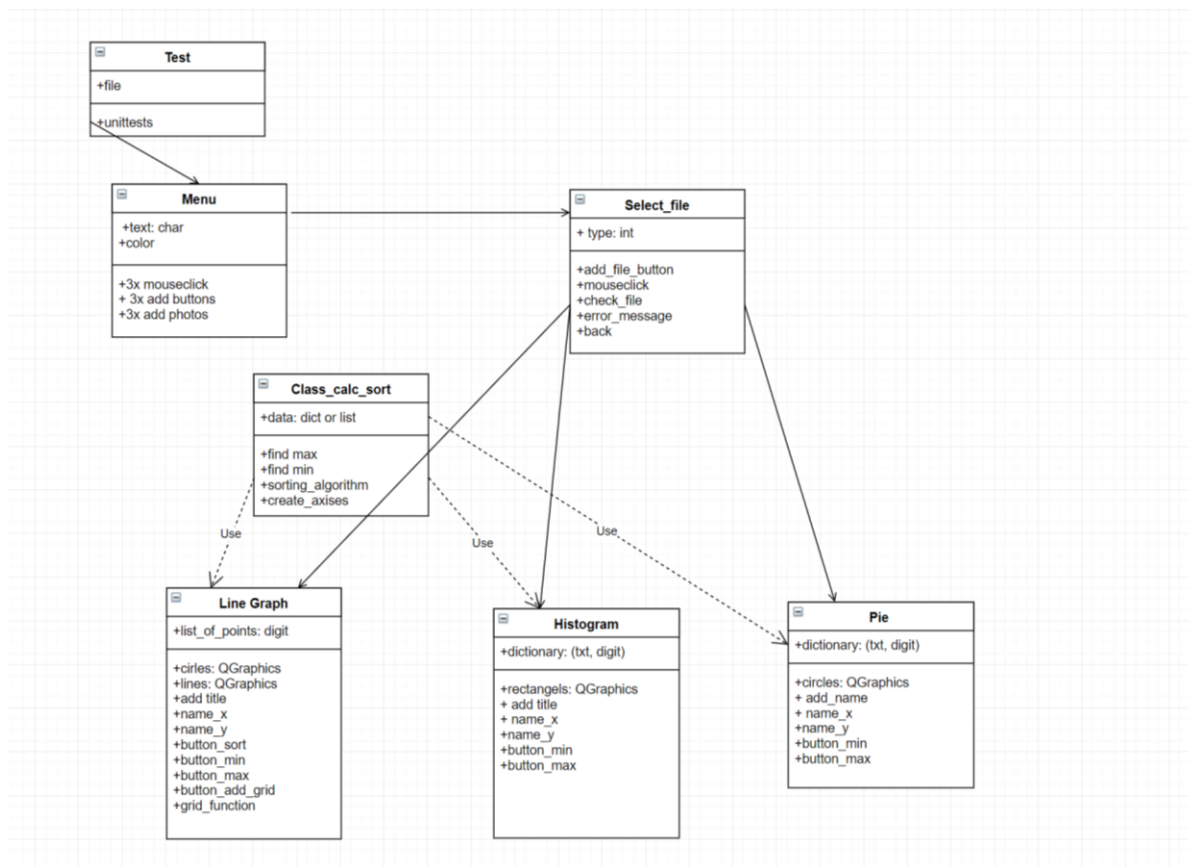 Test
+file
+unittests
Menu
+text: char
+color
+3x mouseclick
+ 3x add buttons
+3x add photos
Select_file
+ type: int
+add_file_button
+mouseclick
+check_file
+error_message
+back
Class_calc_sort
+data: dict or list
+find max
+find min
+sorting_algorithm
+create_axises
Use
Use
Use
Line Graph
+list_of_points: digit
+cirles: QGraphics
+lines: QGraphics
+add title
+name_x
+name_y
+button_sort
+button_min
+button_max
+button_add_grid
+grid_function
Histogram
+dictionary: (txt, digit)
+rectangels: QGraphics
+ add title
+ name_x
+name_y
+button_min
+button_max
Pie
+dictionary: (txt, digit)
+circles: QGraphics
+ add_name
+ name_x
+name_y
+button_min
+button_max